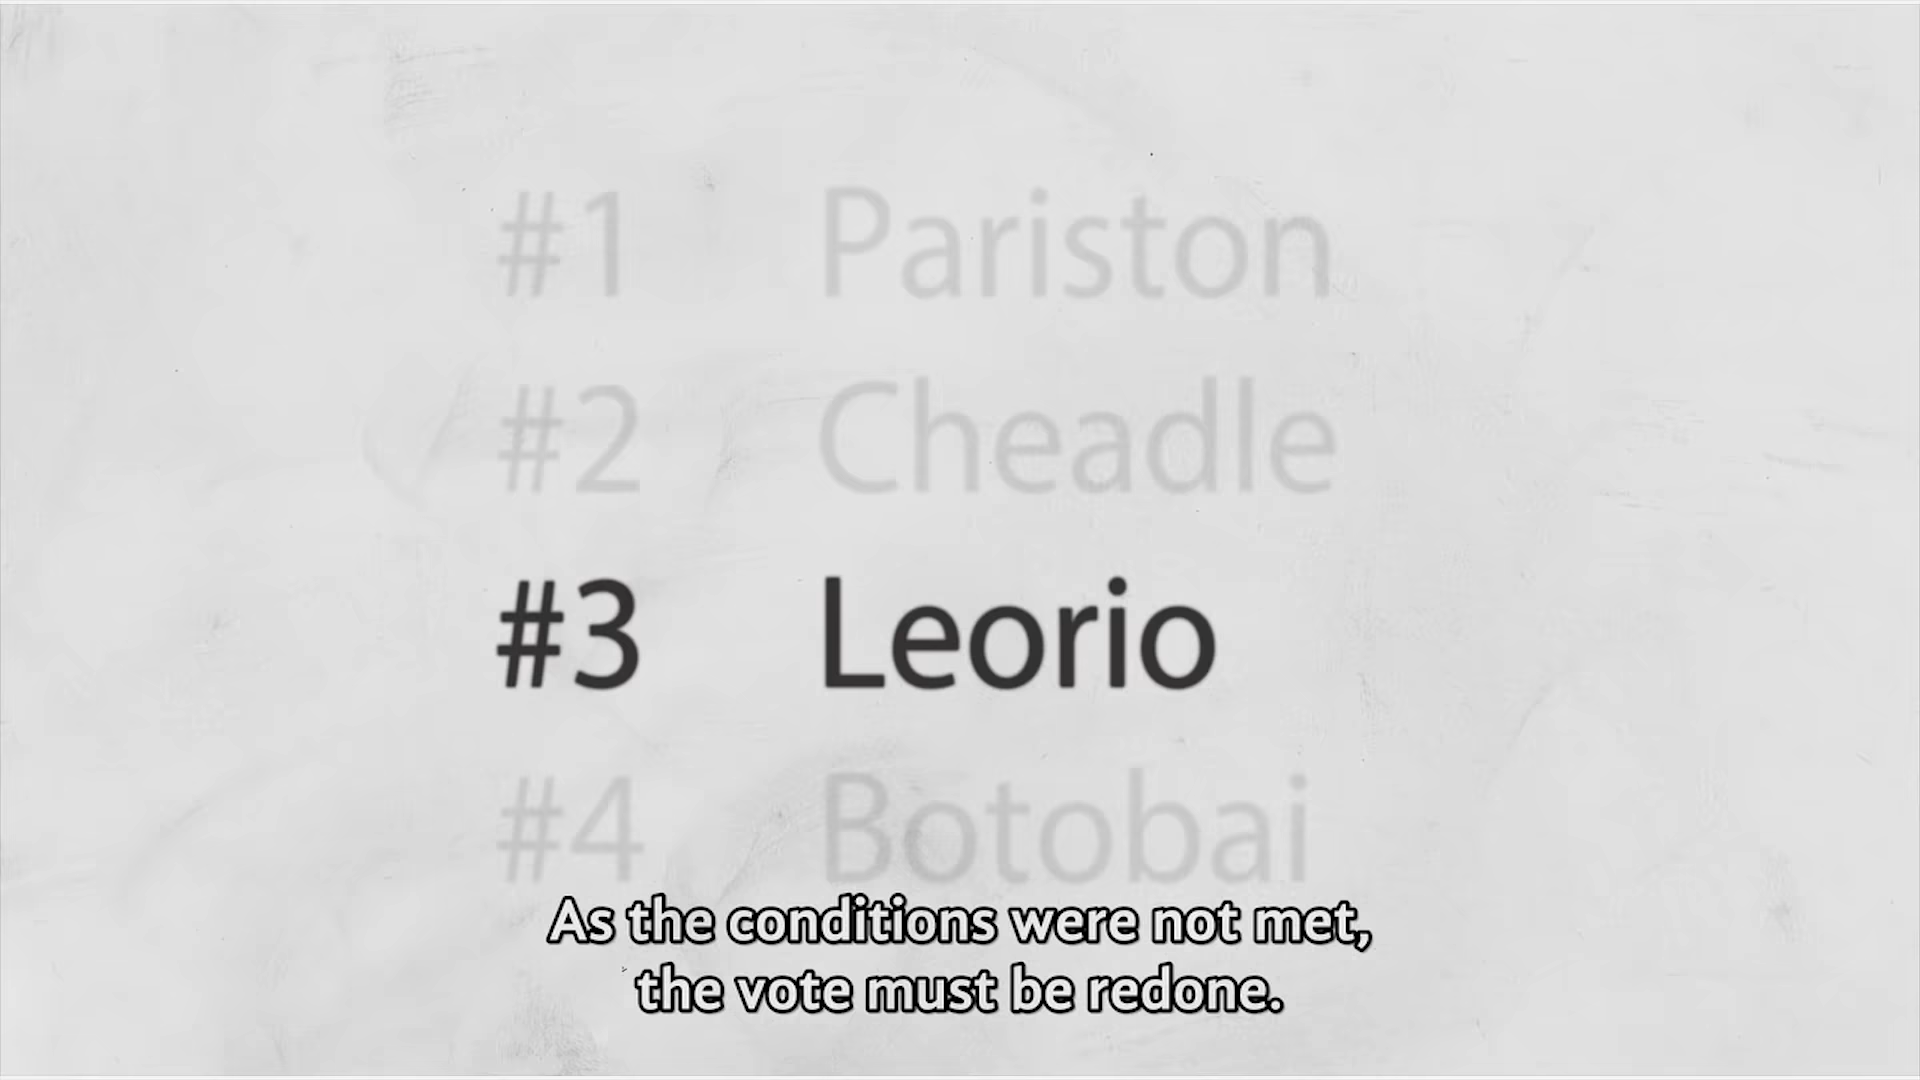 #1 Pariston
#2 Cheadle
#3 Leorio
#4 Botobai
As the conditions were not met,
the vote must be redone.